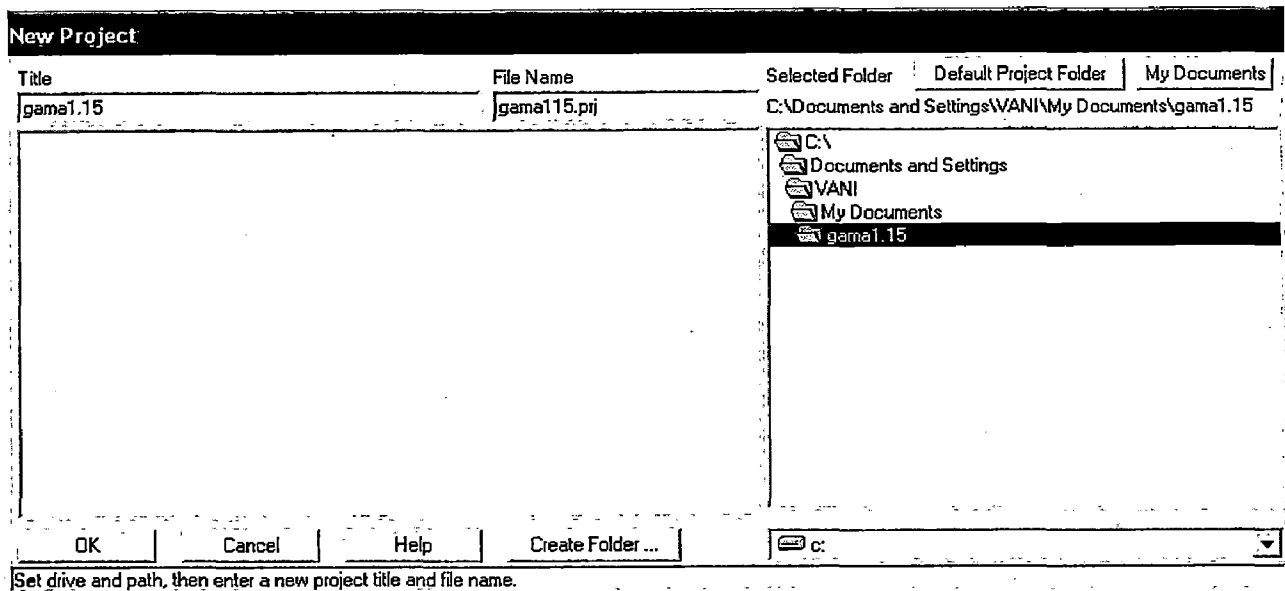 New Project
Title File Name Selected Folder Default Project Folder My Documents
gama1.15 gama115.prj C:\Documents and Settings\VANI\My Documents\gama1.15
C:\
Documents and Settings
VANI
My Documents
gama1.15
OK Cancel Help Create Folder ... c:
Set drive and path, then enter a new project title and file name.